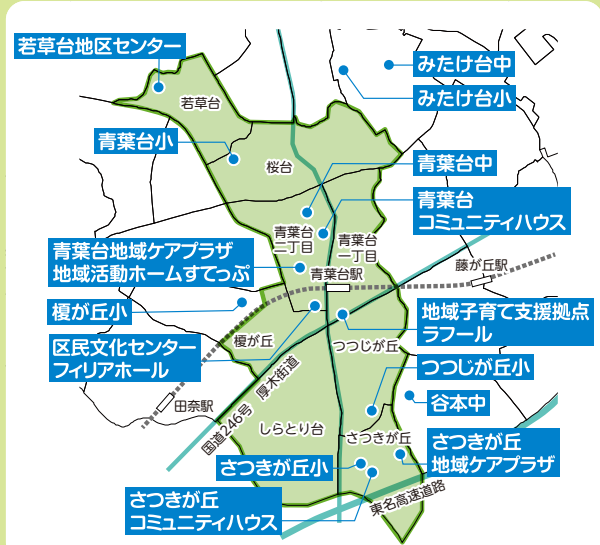 若草台地区センター
みたけ台中
みたけ台小
若草台
青葉台小
桜台
青葉台中
青葉台
コミュニティハウス
青葉台
二丁目
青葉台
一丁目
青葉台地域ケアプラザ
地域活動ホームすてっぷ
青葉台駅
藤が丘駅
榎が丘小
地域子育て支援拠点
ラフール
区民文化センター
フィリアホール
榎が丘
つつじが丘
つつじが丘小
厚木街道
国道246号
田奈駅
谷本中
しらとり台
さつきが丘
さつきが丘
地域ケアプラザ
さつきが丘小
さつきが丘
コミュニティハウス
東名高速道路